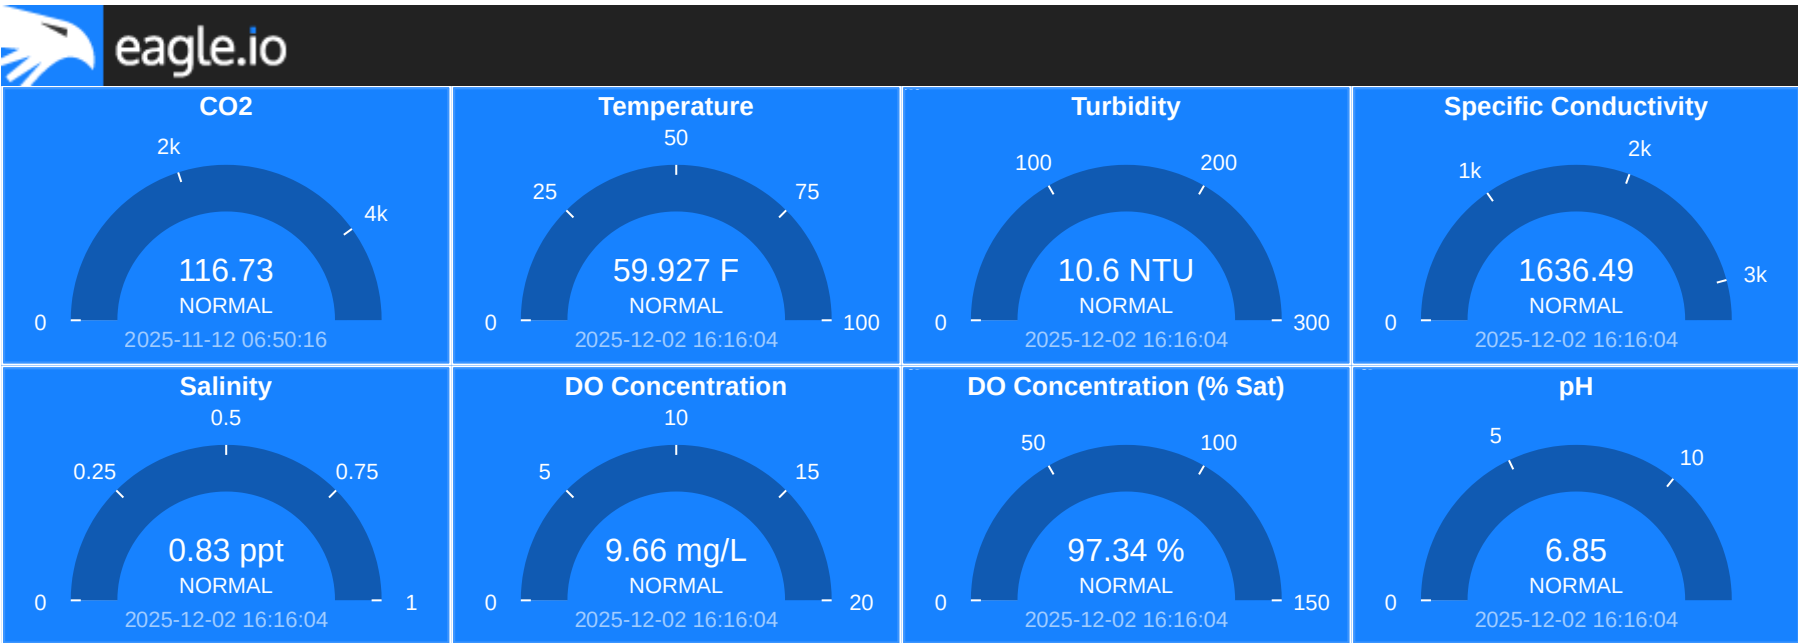 eagle.io
CO2
2k
4k
116.73
NORMAL
0
2025-11-12 06:50:16
Temperature
50
25
75
59.927 F
NORMAL
0
100
2025-12-02 16:16:04
Turbidity
100
200
10.6 NTU
NORMAL
0
300
2025-12-02 16:16:04
Specific Conductivity
2k
1k
3k
1636.49
NORMAL
0
2025-12-02 16:16:04
Salinity
0.5
0.25
0.75
0.83 ppt
NORMAL
0
1
2025-12-02 16:16:04
DO Concentration
10
5
15
9.66 mg/L
NORMAL
0
20
2025-12-02 16:16:04
DO Concentration (% Sat)
50
100
97.34 %
NORMAL
0
150
2025-12-02 16:16:04
pH
5
10
6.85
NORMAL
0
2025-12-02 16:16:04